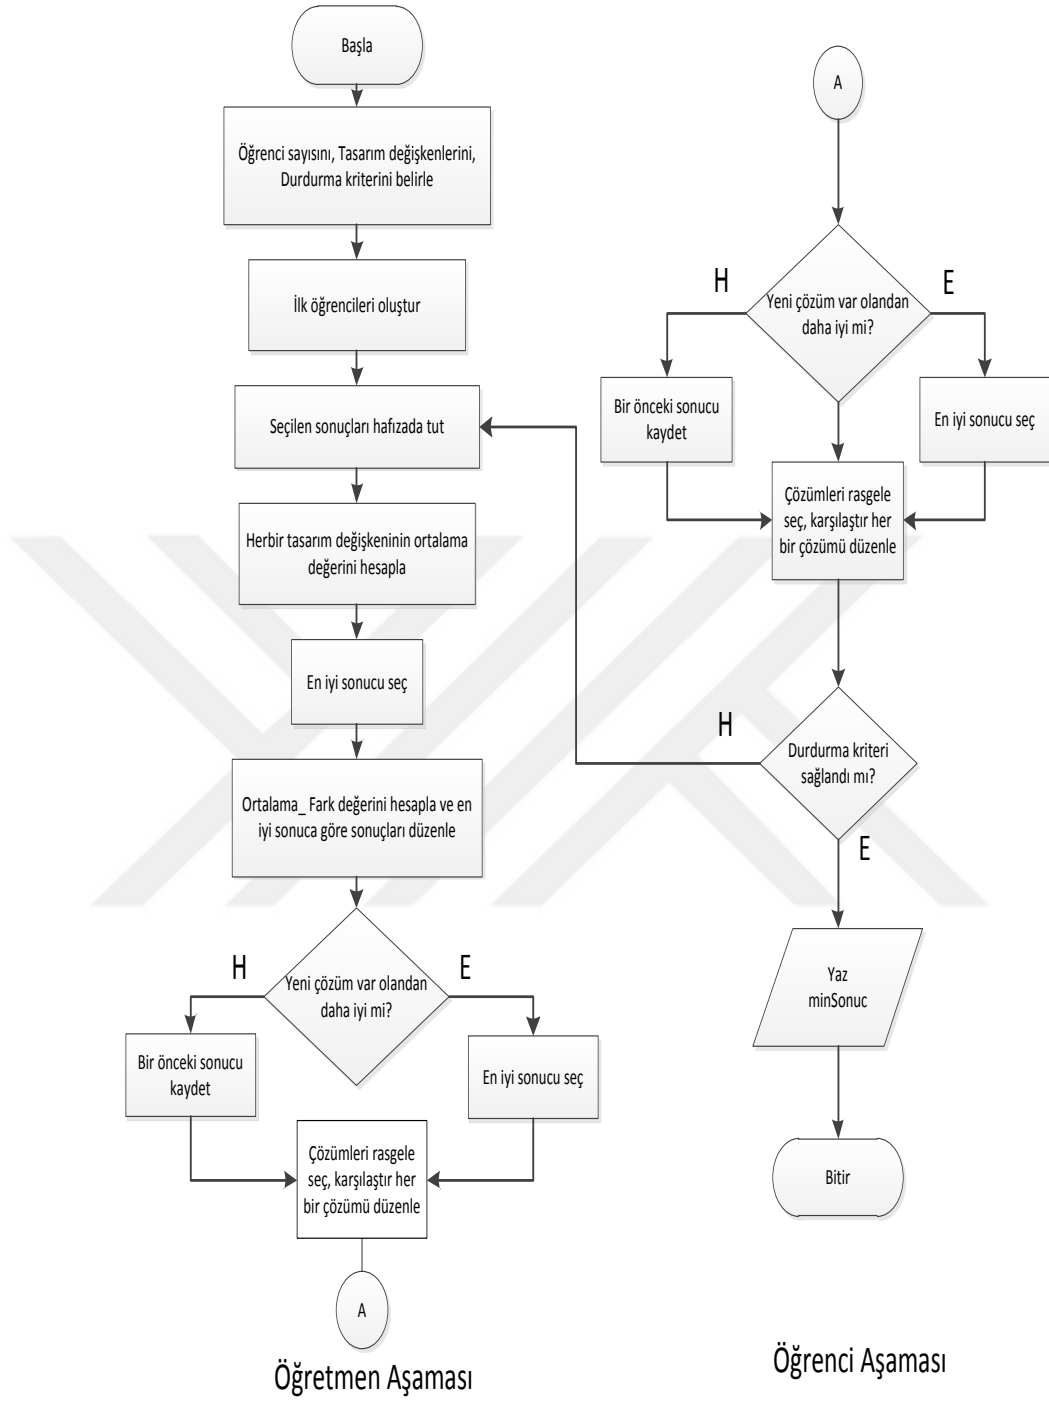 Başla
Öğrenci sayısını, Tasarım değişkenlerini,
Durdurma kriterini belirle
İlk öğrencileri oluştur
Seçilen sonuçları hafızada tut
Herbir tasarım değişkeninin ortalama
değerini hesapla
En iyi sonucu seç
Ortalama_ Fark değerini hesapla ve en
iyi sonuca göre sonuçları düzenle
H
E
Yeni çözüm var olandan
daha iyi mi?
Bir önceki sonucu
kaydet
En iyi sonucu seç
Çözümleri rasgele
seç, karşılaştır her
bir çözümü düzenle
A
Öğretmen Aşaması
A
H
E
Yeni çözüm var olandan
daha iyi mi?
Bir önceki sonucu
kaydet
En iyi sonucu seç
Çözümleri rasgele
seç, karşılaştır her
bir çözümü düzenle
H
Durdurma kriteri
sağlandı mı?
E
Yaz
minSonuc
Bitir
Öğrenci Aşaması